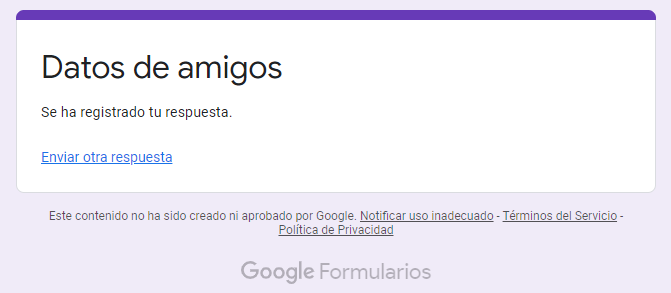 Datos de amigos
Se ha registrado tu respuesta.
Enviar otra respuesta
Este contenido no ha sido creado ni aprobado por Google. Notificar uso inadecuado - Términos del Servicio -
Política de Privacidad
Google Formularios